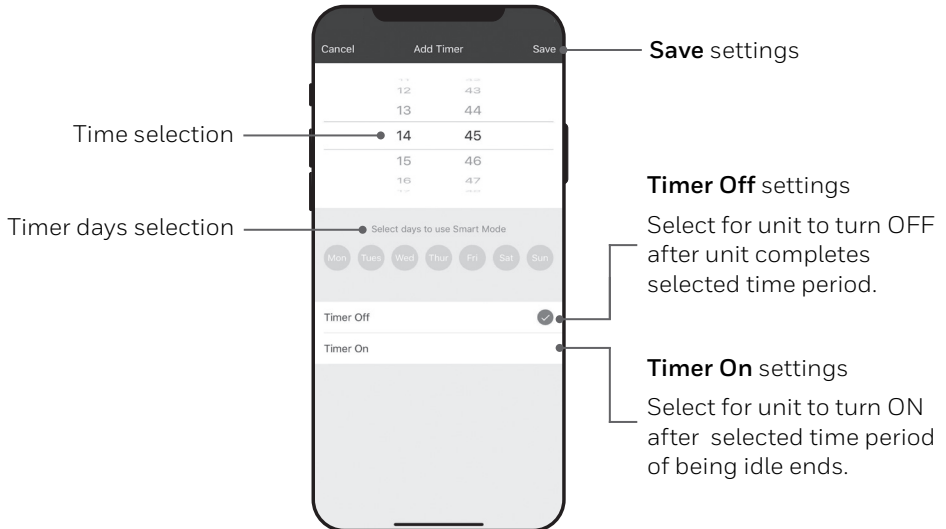 Cancel Add Timer Save
Save settings
12 43
13 44
Time selection
14 45
15 46
16 47
Timer days selection
Select days to use Smart Mode
Mon Tues Wed Thur Fri Sat Sun
Timer Off
Timer On
Timer Off settings
Select for unit to turn OFF
after unit completes
selected time period.
Timer On settings
Select for unit to turn ON
after selected time period
of being idle ends.